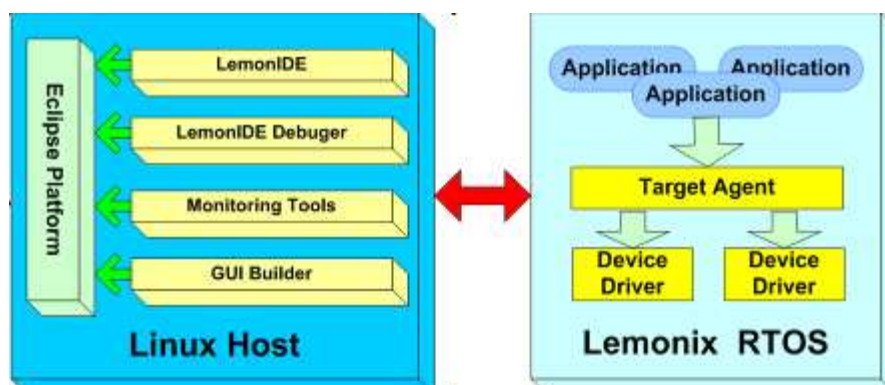 Eclipse Platform
LemonIDE
LemonIDE Debuger
Monitoring Tools
GUI Builder
Linux Host
Application
Application
Application
Target Agent
Device
Driver
Device
Driver
Lemonix RTOS